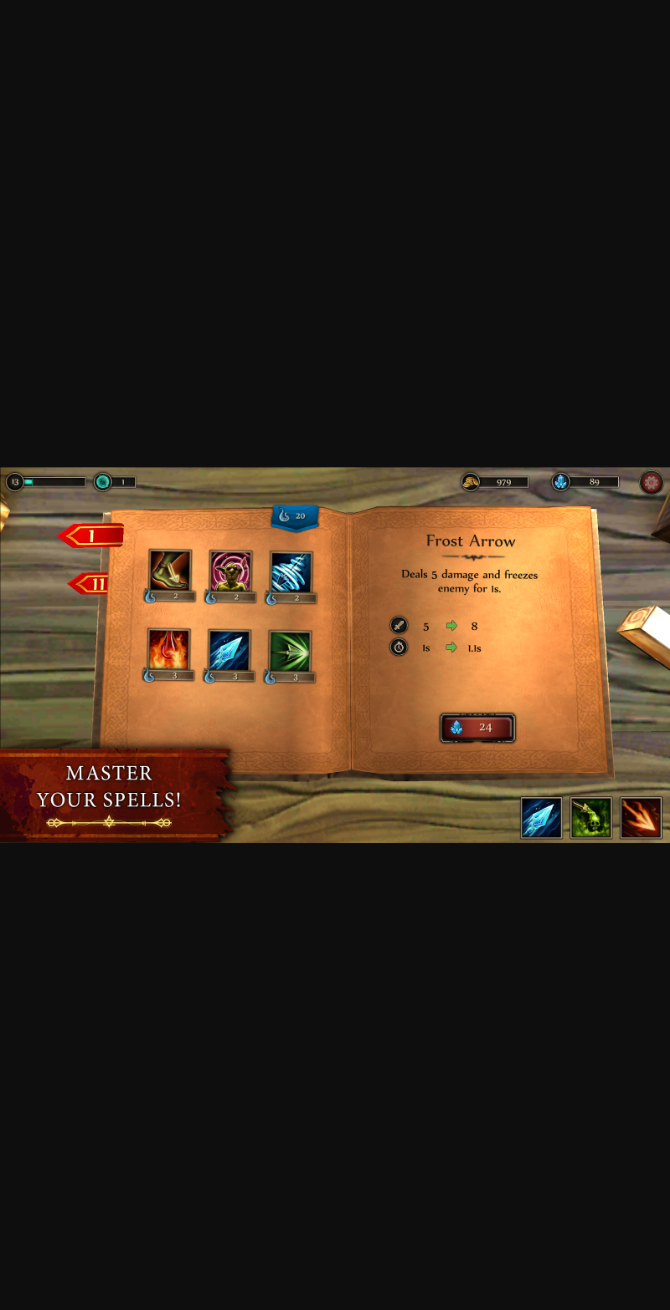 13
1
979
89
20
I
II
2
2
2
3
3
3
Frost Arrow
Deals 5 damage and freezes
enemy for 1s.
5 8
1s 1.1s
24
MASTER
YOUR SPELLS!